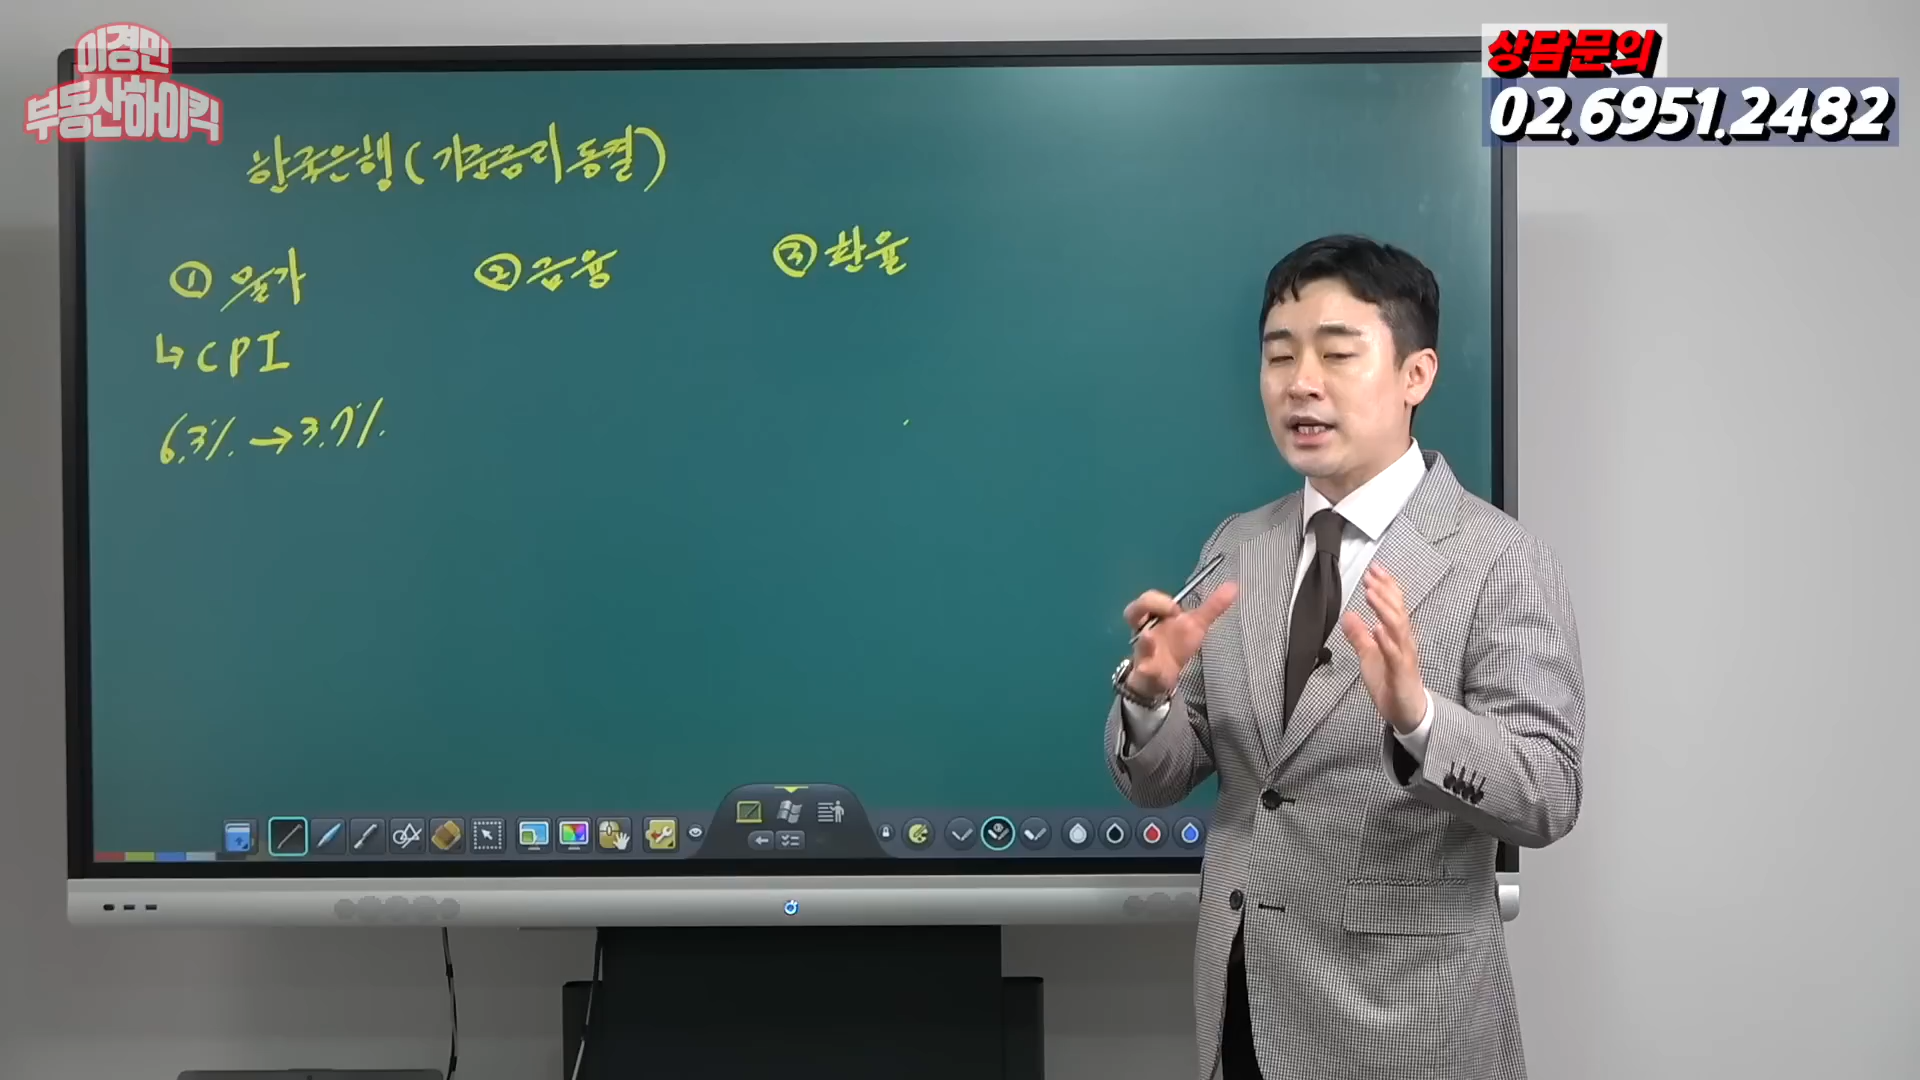 이경민
부동산하이킥
상담문의
02.6951.2482
한국은행(기준금리 동결)
① 물가
② 금융
③ 환율
↳ CPI
6.3% → 3.7%